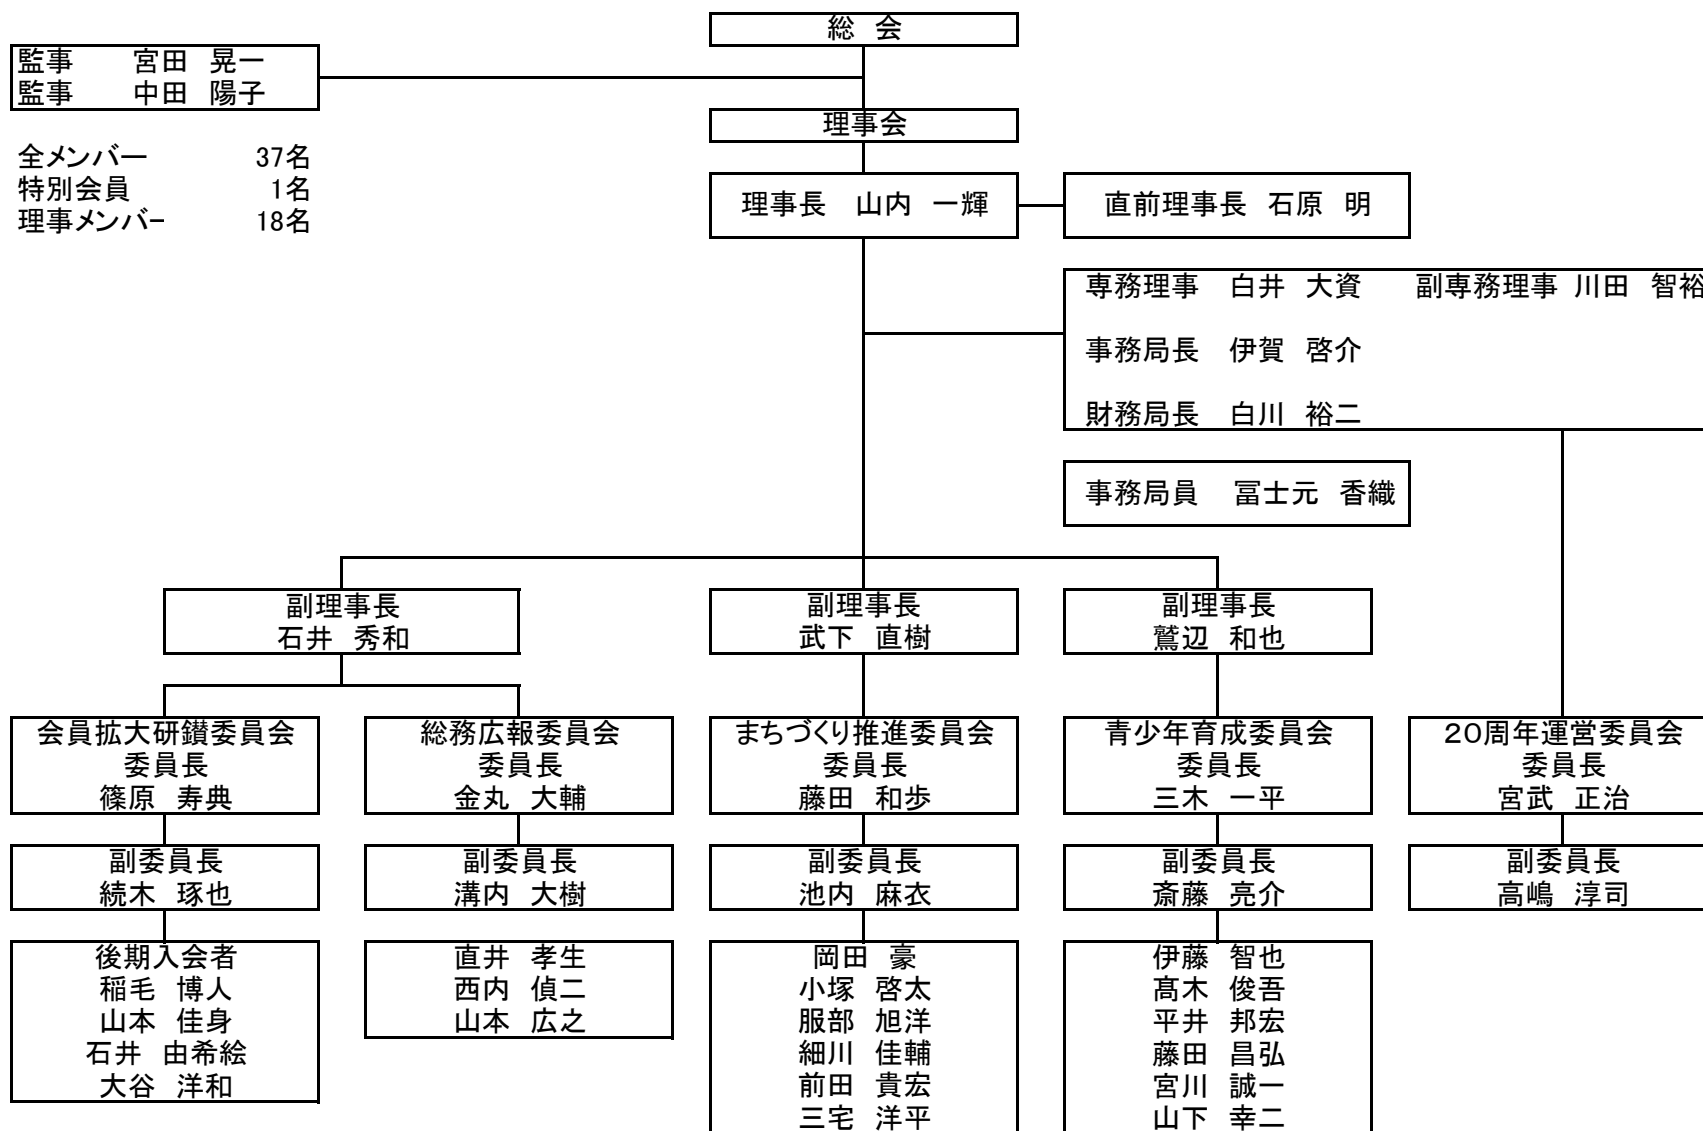 総 会
監事 宮田 晃一
監事 中田 陽子
理事会
全メンバー 37名
特別会員 1名
理事メンバー 18名
理事長 山内 一輝
直前理事長 石原 明
専務理事 白井 大資 副専務理事 川田 智裕
事務局長 伊賀 啓介
財務局長 白川 裕二
事務局員 冨士元 香織
副理事長
石井 秀和
副理事長
武下 直樹
副理事長
鷲辺 和也
会員拡大研鑚委員会
委員長
篠原 寿典
総務広報委員会
委員長
金丸 大輔
まちづくり推進委員会
委員長
藤田 和歩
青少年育成委員会
委員長
三木 一平
20周年運営委員会
委員長
宮武 正治
副委員長
続木 琢也
副委員長
溝内 大樹
副委員長
池内 麻衣
副委員長
斎藤 亮介
副委員長
高嶋 淳司
後期入会者
稲毛 博人
山本 佳身
石井 由希絵
大谷 洋和
直井 孝生
西内 偵二
山本 広之
岡田 豪
小塚 啓太
服部 旭洋
細川 佳輔
前田 貴宏
三宅 洋平
伊藤 智也
髙木 俊吾
平井 邦宏
藤田 昌弘
宮川 誠一
山下 幸二